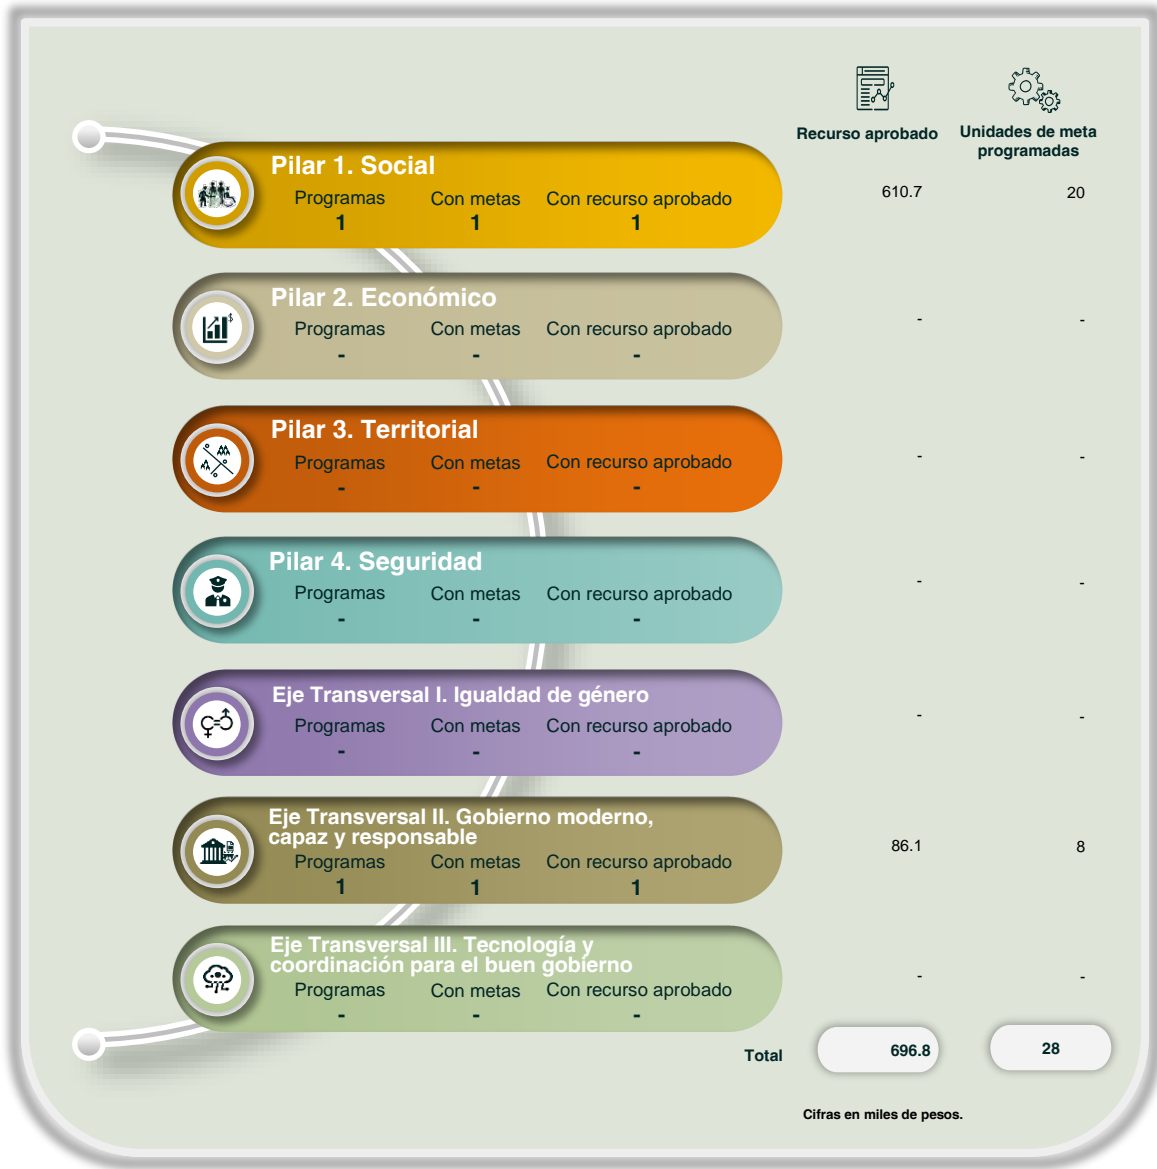 Recurso aprobado
Unidades de meta
programadas
Pilar 1. Social
Programas Con metas Con recurso aprobado
1 1 1
610.7 20
Pilar 2. Económico
Programas Con metas Con recurso aprobado
- - -
- -
Pilar 3. Territorial
Programas Con metas Con recurso aprobado
- - -
- -
Pilar 4. Seguridad
Programas Con metas Con recurso aprobado
- - -
- -
Eje Transversal I. Igualdad de género
Programas Con metas Con recurso aprobado
- - -
- -
Eje Transversal II. Gobierno moderno,
capaz y responsable
Programas Con metas Con recurso aprobado
1 1 1
86.1 8
Eje Transversal III. Tecnología y
coordinación para el buen gobierno
Programas Con metas Con recurso aprobado
- - -
- -
Total 696.8 28
Cifras en miles de pesos.